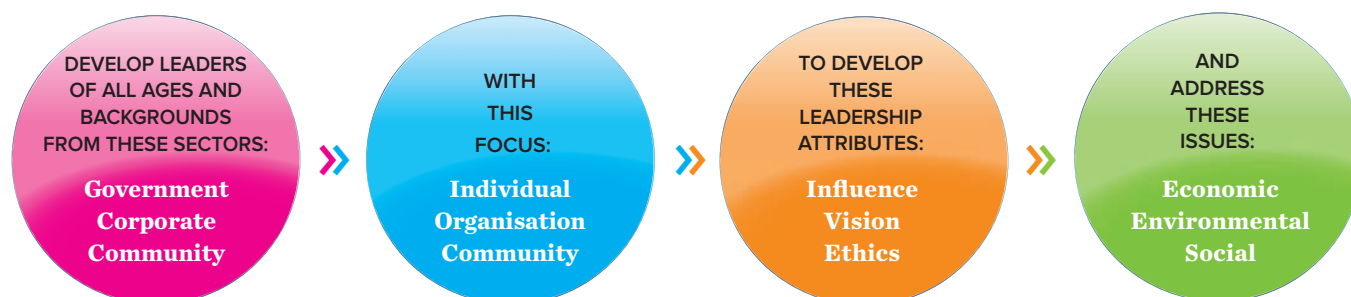 DEVELOP LEADERS
OF ALL AGES AND
BACKGROUNDS
FROM THESE SECTORS:
Government
Corporate
Community
WITH
THIS
FOCUS:
Individual
Organisation
Community
TO DEVELOP
THESE
LEADERSHIP
ATTRIBUTES:
Influence
Vision
Ethics
AND
ADDRESS
THESE
ISSUES:
Economic
Environmental
Social